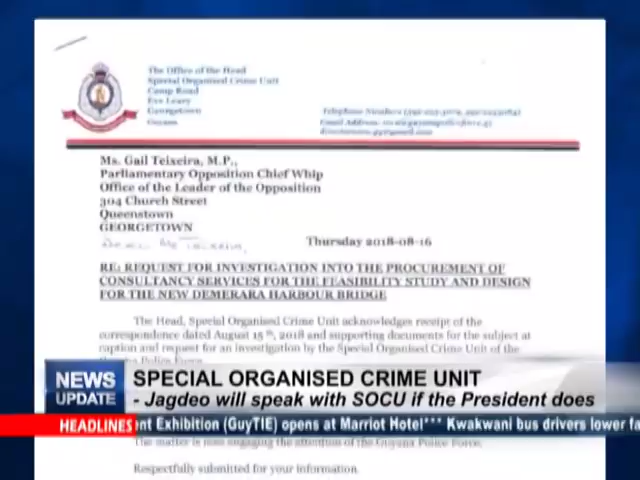 The Office of the Head
Special Organised Crime Unit
Camp Road
Eve Leary
Georgetown
Guyana
Ms. Gail Teixeira, M.P.,
Parliamentary Opposition Chief Whip
Office of the Leader of the Opposition
304 Church Street
Queenstown
GEORGETOWN
Dear Ms Teixeira,
Thursday 2018-08-16
RE: REQUEST FOR INVESTIGATION INTO THE PROCUREMENT OF
CONSULTANCY SERVICES FOR THE FEASIBILITY STUDY AND DESIGN
FOR THE NEW DEMERARA HARBOUR BRIDGE
The Head, Special Organised Crime Unit acknowledges receipt of the
correspondence dated August 15th, 2018 and supporting documents for the subject at
caption and request for an investigation by the Special Organised Crime Unit of the
NEWS
UPDATE
SPECIAL ORGANISED CRIME UNIT
- Jagdeo will speak with SOCU if the President does
HEADLINES
nt Exhibition (GuyTIE) opens at Marriot Hotel*** Kwakwani bus drivers lower fa
The matter is now engaging the attention of the Guyana Police Force.
Respectfully submitted for your information.